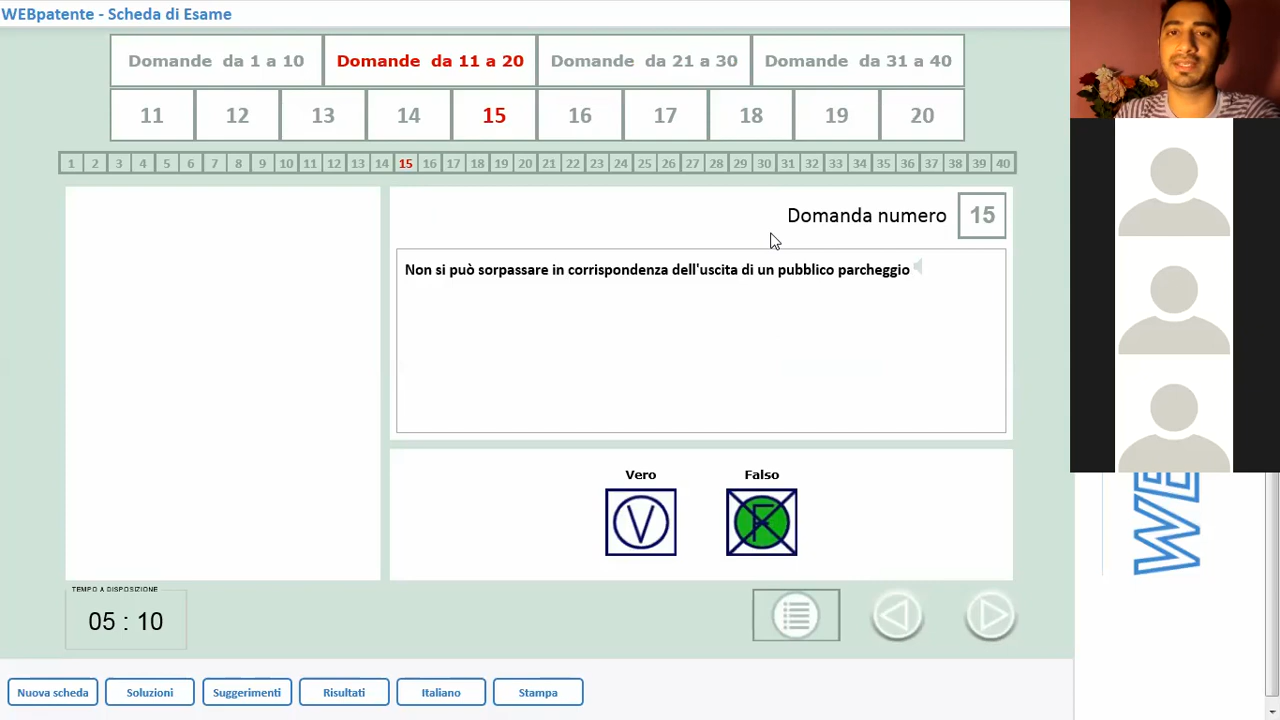 WEBpatente - Scheda di Esame
Domande da 1 a 10 Domande da 11 a 20 Domande da 21 a 30 Domande da 31 a 40
11 12 13 14 15 16 17 18 19 20
1 2 3 4 5 6 7 8 9 10 11 12 13 14 15 16 17 18 19 20 21 22 23 24 25 26 27 28 29 30 31 32 33 34 35 36 37 38 39 40
Domanda numero 15
Non si può sorpassare in corrispondenza dell'uscita di un pubblico parcheggio
Vero Falso
V F
TEMPO A DISPOSIZIONE
05 : 10
WE
Nuova scheda Soluzioni Suggerimenti Risultati Italiano Stampa